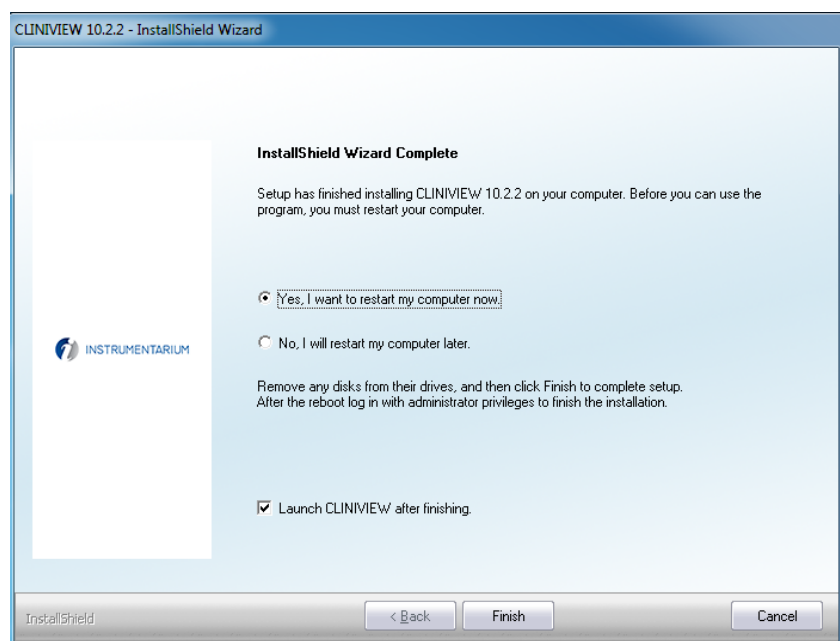 CLINIVIEW 10.2.2 - InstallShield Wizard
InstallShield Wizard Complete
Setup has finished installing CLINIVIEW 10.2.2 on your computer. Before you can use the
program, you must restart your computer.
Yes, I want to restart my computer now.
No, I will restart my computer later.
INSTRUMENTARIUM
Remove any disks from their drives, and then click Finish to complete setup.
After the reboot log in with administrator privileges to finish the installation.
Launch CLINIVIEW after finishing.
InstallShield
< Back
Finish
Cancel